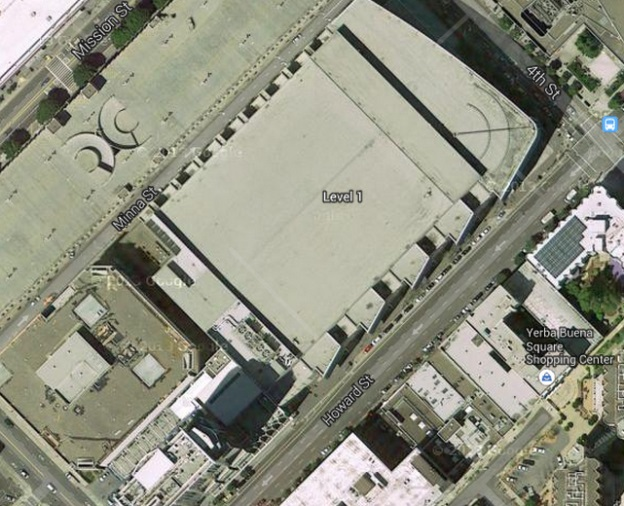 Mission St
4th St
Level 1
Minna St
Yerba Buena
Square
Shopping Center
Howard St